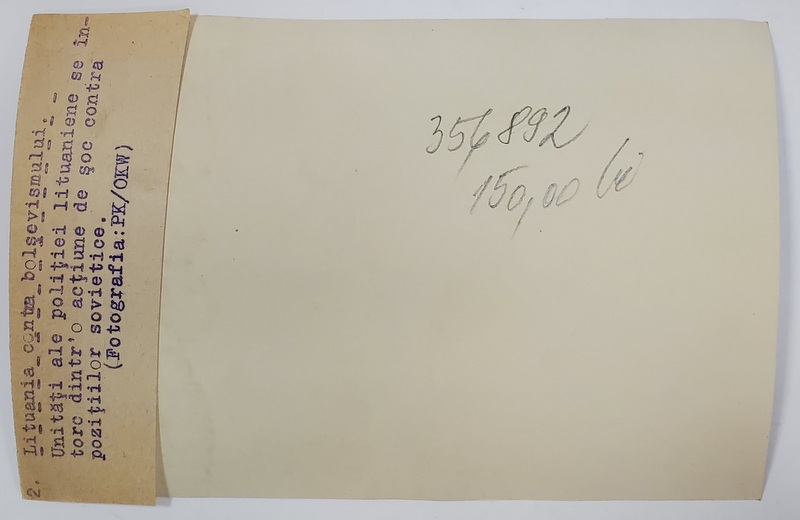 2. Lituania contra bolşevismului.
Unităţi ale poliţiei lituaniene se în-
torc dintr'o acţiune de şoc contra
poziţiilor sovietice.
(Fotografia:PK/OKW)
356892
150,00 lei